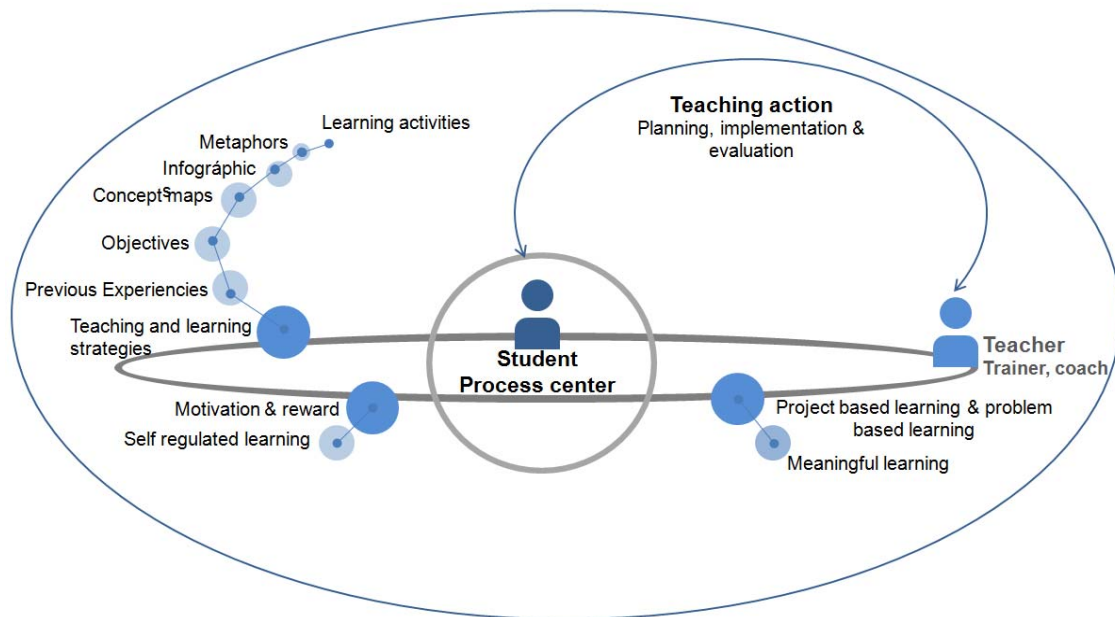 Teaching action
Planning, implementation &
evaluation
Learning activities
Metaphors
Infográphic
s
Concept maps
Objectives
Previous Experiencies
Teaching and learning
strategies
Student
Process center
Teacher
Trainer, coach
Motivation & reward
Self regulated learning
Project based learning & problem
based learning
Meaningful learning